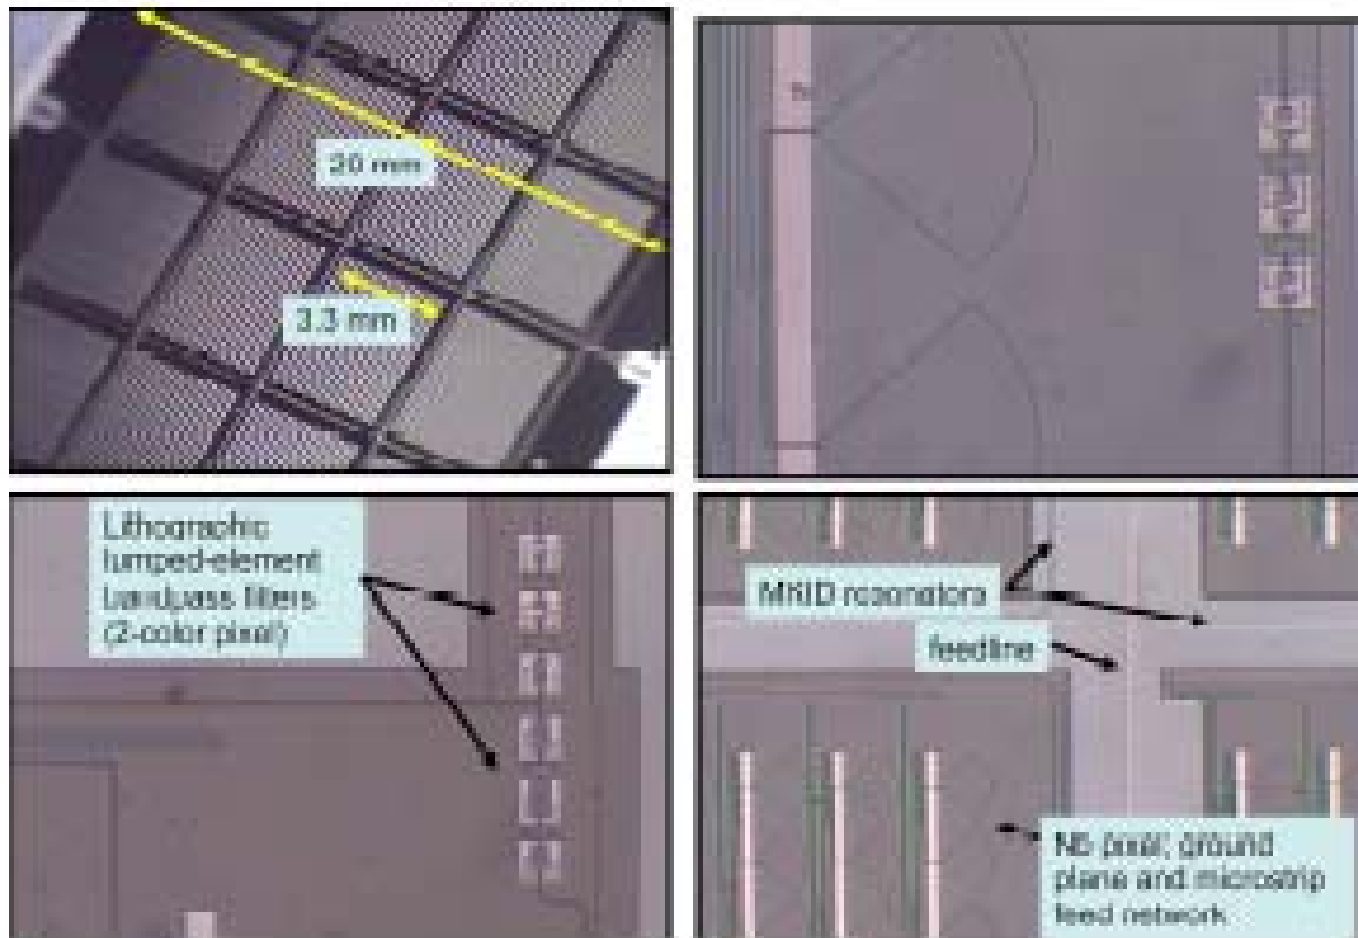 20 mm
3.3 mm
Lithographic
lumped-element
bandpass filters
(2-color pixel)
MKID resonators
feedline
Nb pixel, ground
plane and microstrip
feed network